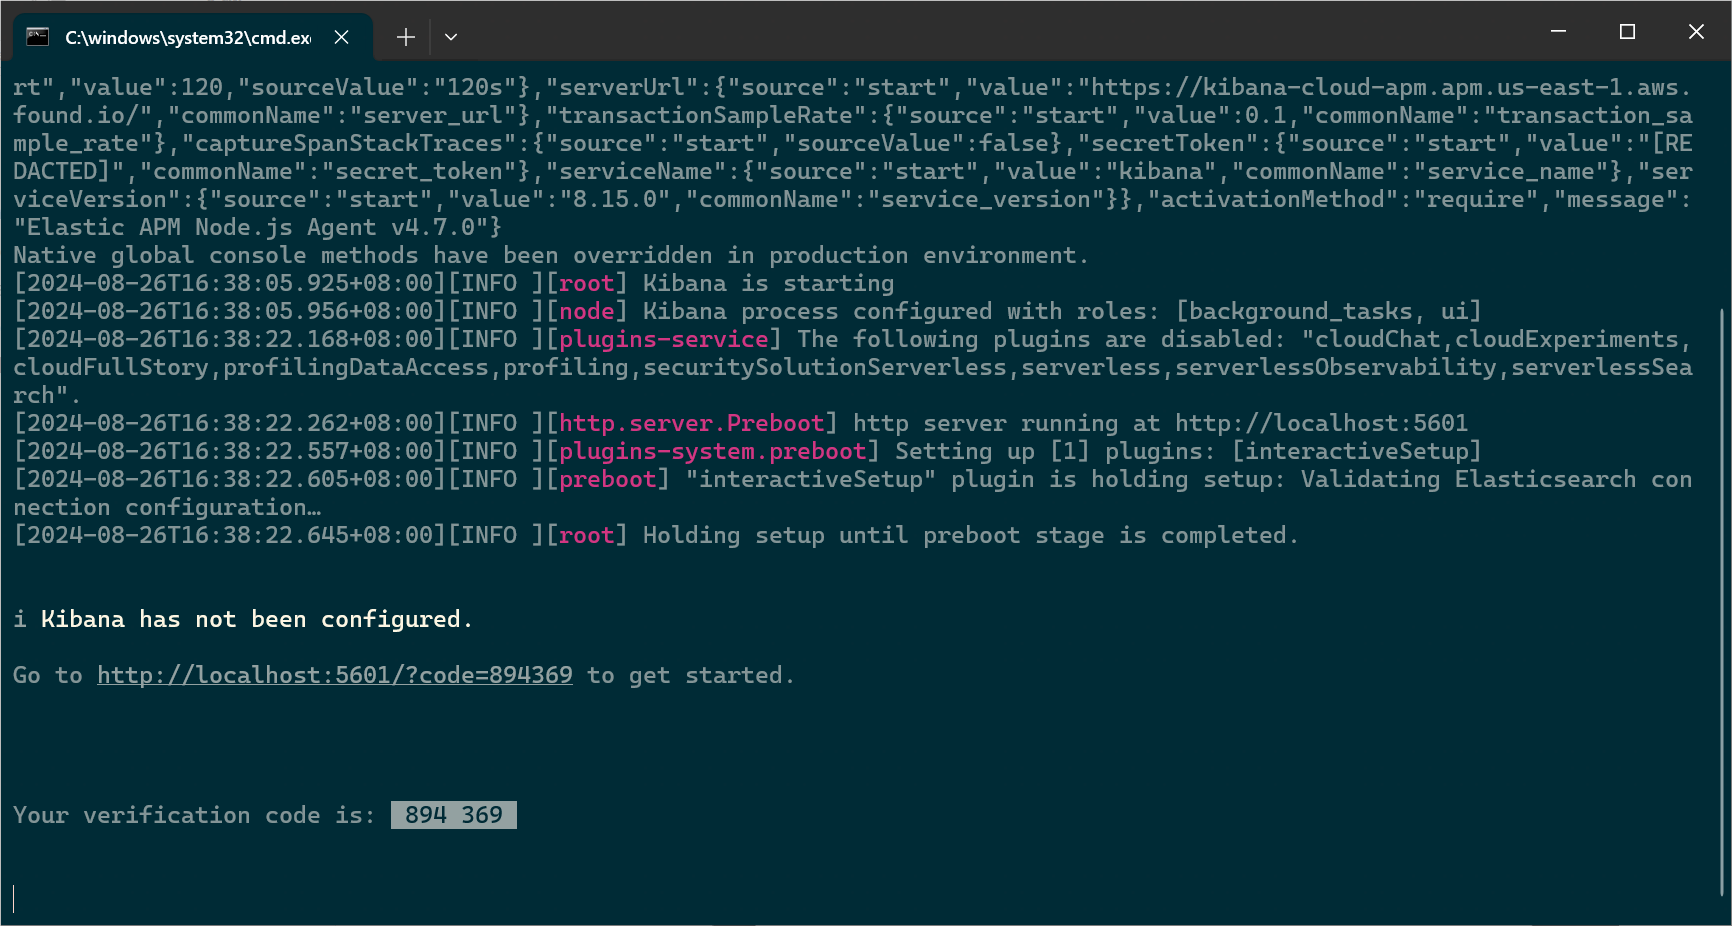 C:\windows\system32\cmd.ex
rt","value":120,"sourceValue":"120s"},"serverUrl":{"source":"start","value":"https://kibana-cloud-apm.apm.us-east-1.aws.
found.io/","commonName":"server_url"},"transactionSampleRate":{"source":"start","value":0.1,"commonName":"transaction_sa
mple_rate"},"captureSpanStackTraces":{"source":"start","sourceValue":false},"secretToken":{"source":"start","value":"[RE
DACTED]","commonName":"secret_token"},"serviceName":{"source":"start","value":"kibana","commonName":"service_name"},"ser
viceVersion":{"source":"start","value":"8.15.0","commonName":"service_version"}},"activationMethod":"require","message":
"Elastic APM Node.js Agent v4.7.0"}
Native global console methods have been overridden in production environment.
[2024-08-26T16:38:05.925+08:00][INFO ][root] Kibana is starting
[2024-08-26T16:38:05.956+08:00][INFO ][node] Kibana process configured with roles: [background_tasks, ui]
[2024-08-26T16:38:22.168+08:00][INFO ][plugins-service] The following plugins are disabled: "cloudChat,cloudExperiments,
cloudFullStory,profilingDataAccess,profiling,securitySolutionServerless,serverless,serverlessObservability,serverlessSea
rch".
[2024-08-26T16:38:22.262+08:00][INFO ][http.server.Preboot] http server running at http://localhost:5601
[2024-08-26T16:38:22.557+08:00][INFO ][plugins-system.preboot] Setting up [1] plugins: [interactiveSetup]
[2024-08-26T16:38:22.605+08:00][INFO ][preboot] "interactiveSetup" plugin is holding setup: Validating Elasticsearch con
nection configuration…
[2024-08-26T16:38:22.645+08:00][INFO ][root] Holding setup until preboot stage is completed.
i Kibana has not been configured.
Go to http://localhost:5601/?code=894369 to get started.
Your verification code is: 894 369